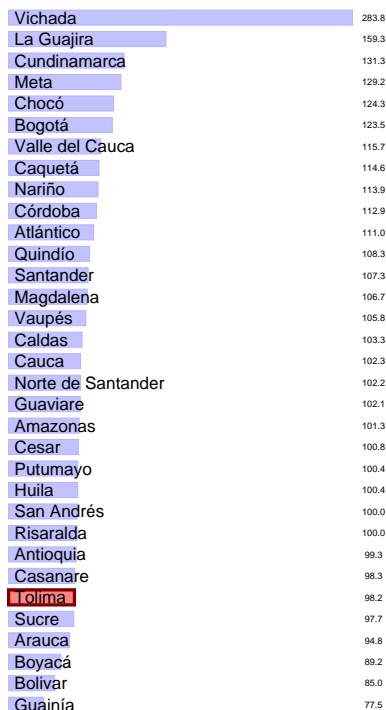 Vichada 283.8
La Guajira 159.3
Cundinamarca 131.3
Meta 129.2
Chocó 124.3
Bogotá 123.5
Valle del Cauca 115.7
Caquetá 114.6
Nariño 113.9
Córdoba 112.9
Atlántico 111.0
Quindío 108.3
Santander 107.3
Magdalena 106.7
Vaupés 105.8
Caldas 103.3
Cauca 102.3
Norte de Santander 102.2
Guaviare 102.1
Amazonas 101.3
Cesar 100.8
Putumayo 100.4
Huila 100.4
San Andrés 100.0
Risaralda 100.0
Antioquia 99.3
Casanare 98.3
Tolima 98.2
Sucre 97.7
Arauca 94.8
Boyacá 89.2
Bolivar 85.0
Guainía 77.5